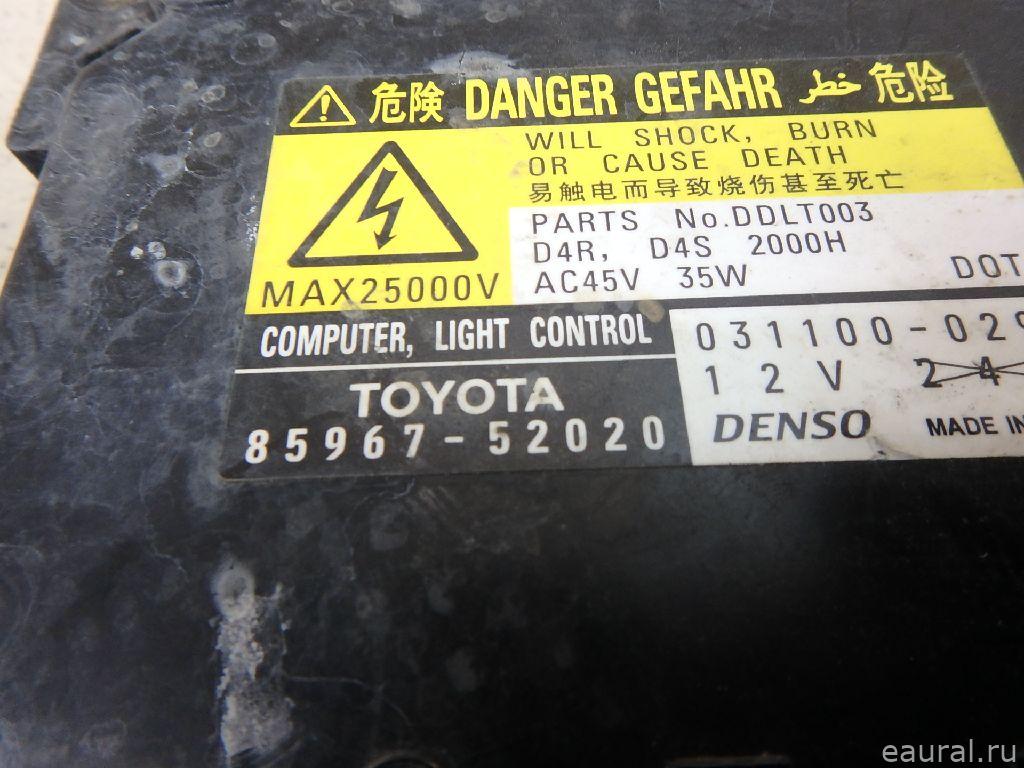 危険 DANGER GEFAHR خطر 危险
WILL SHOCK, BURN
OR CAUSE DEATH
易触电而导致烧伤甚至死亡
MAX25000V
PARTS No.DDLT003
D4R, D4S 2000H
AC45V 35W DOT
COMPUTER, LIGHT CONTROL
TOYOTA
85967-52020
031100-029
12V 24
DENSO MADE IN
eaural.ru